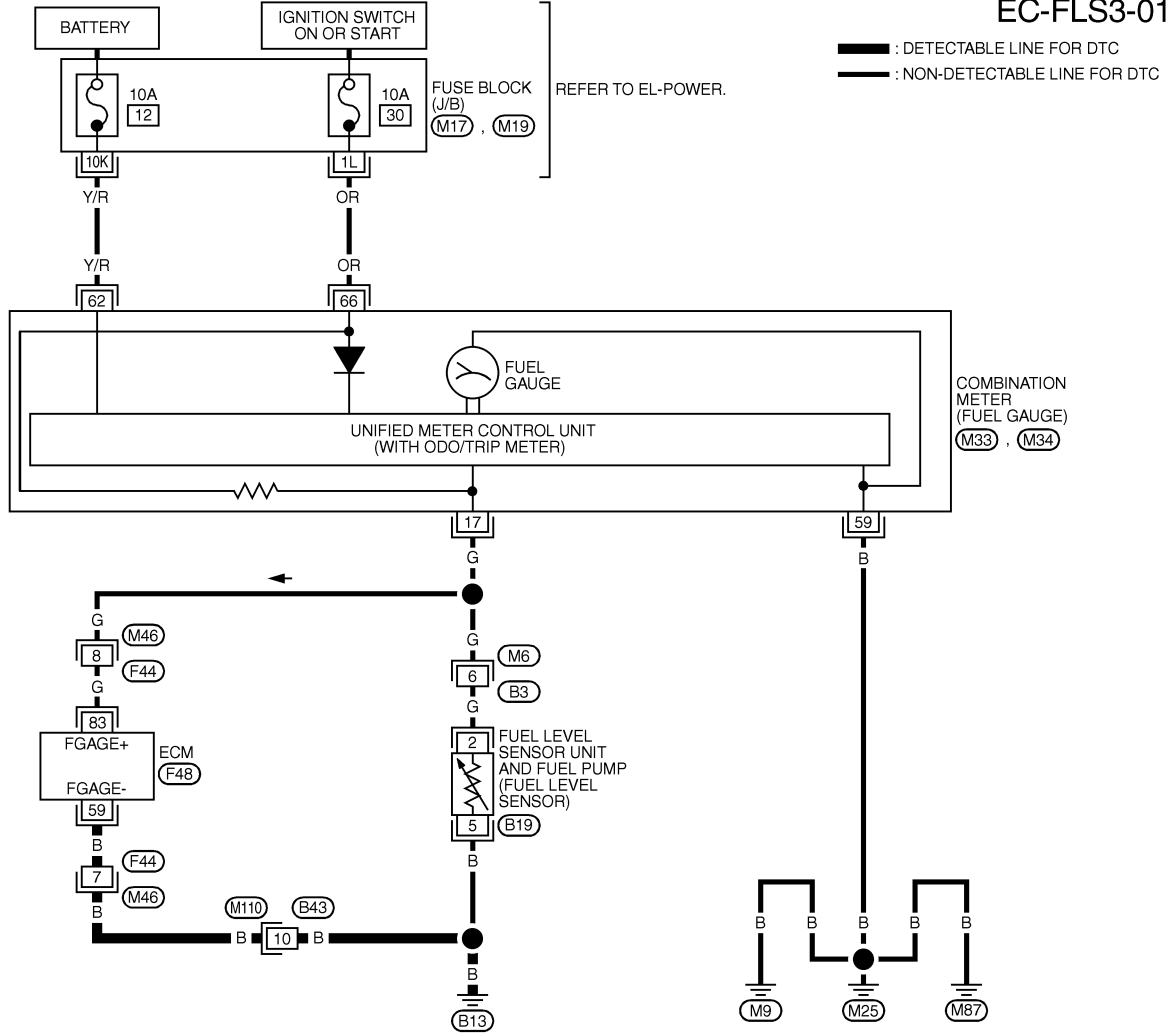 EC-FLS3-01
: DETECTABLE LINE FOR DTC
: NON-DETECTABLE LINE FOR DTC
BATTERY
IGNITION SWITCH
ON OR START
10A
12
10A
30
FUSE BLOCK
(J/B)
M17 , M19
REFER TO EL-POWER.
10K
1L
Y/R
OR
Y/R
OR
62
66
FUEL
GAUGE
UNIFIED METER CONTROL UNIT
(WITH ODO/TRIP METER)
COMBINATION
METER
(FUEL GAUGE)
M33 , M34
17
59
G
B
G
M46
8
F44
G
83
FGAGE+
ECM
F48
FGAGE-
59
B
F44
7
M46
B
G
M6
6
B3
G
2
FUEL LEVEL
SENSOR UNIT
AND FUEL PUMP
(FUEL LEVEL
SENSOR)
5
B19
B
M110
B43
B
10
B
B
B13
B
B
B
B
B
M9
M25
M87